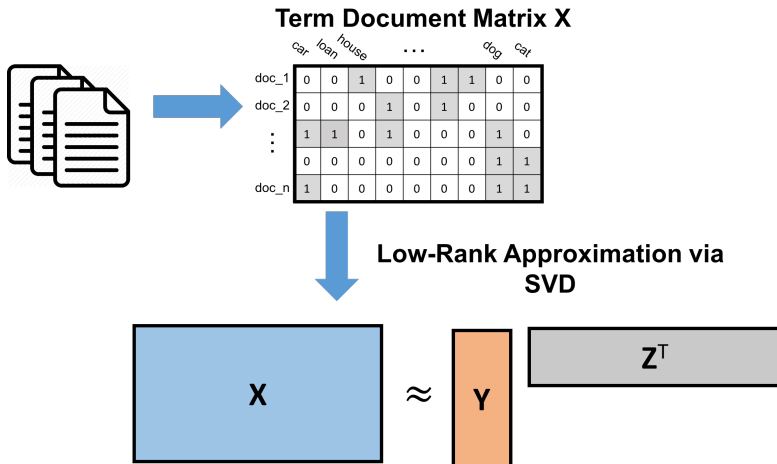 Term Document Matrix X
car loan house ... dog cat
doc_1 0 0 1 0 0 1 1 0 0
doc_2 0 0 0 1 0 1 0 0 0
⋮ 1 1 0 1 0 0 0 1 0
0 0 0 0 0 0 0 1 1
doc_n 1 0 0 0 0 0 0 1 1
Low-Rank Approximation via
SVD
X ≈ Y Zᵀ